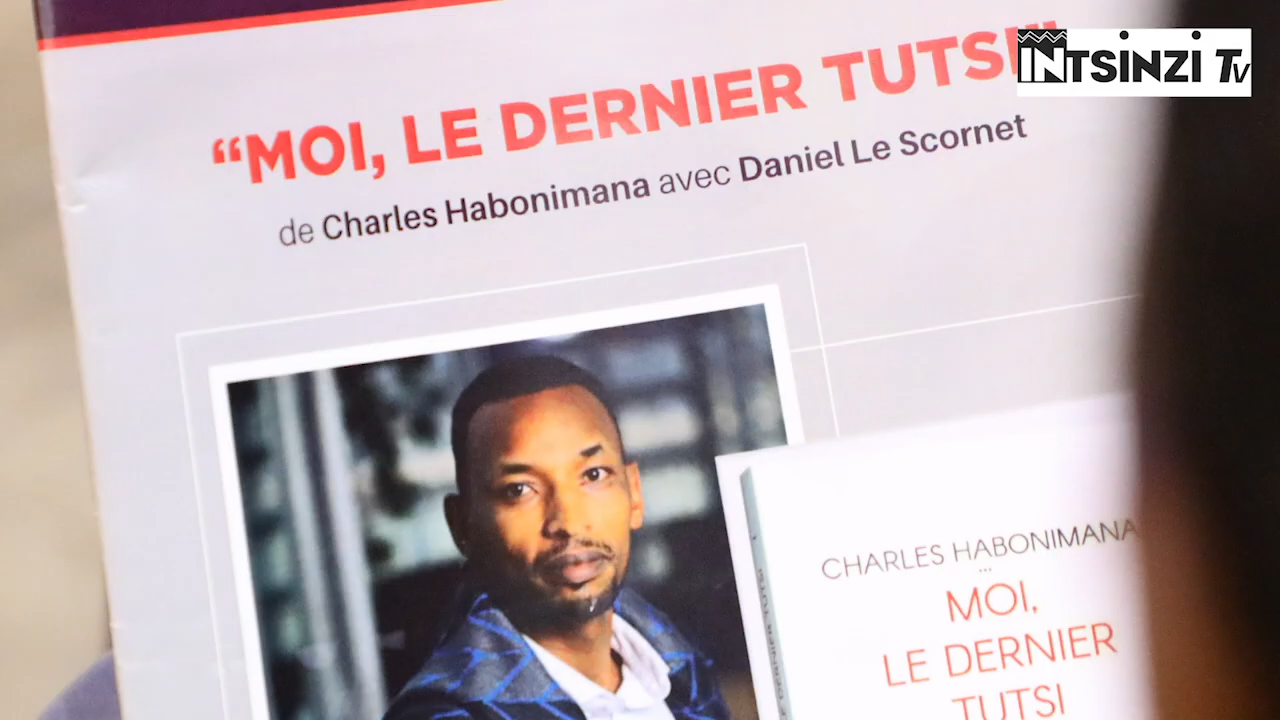 INTSINZI Tv
“MOI, LE DERNIER TUTSI”
de Charles Habonimana avec Daniel Le Scornet
CHARLES HABONIMANA
...
MOI,
LE DERNIER
TUTSI